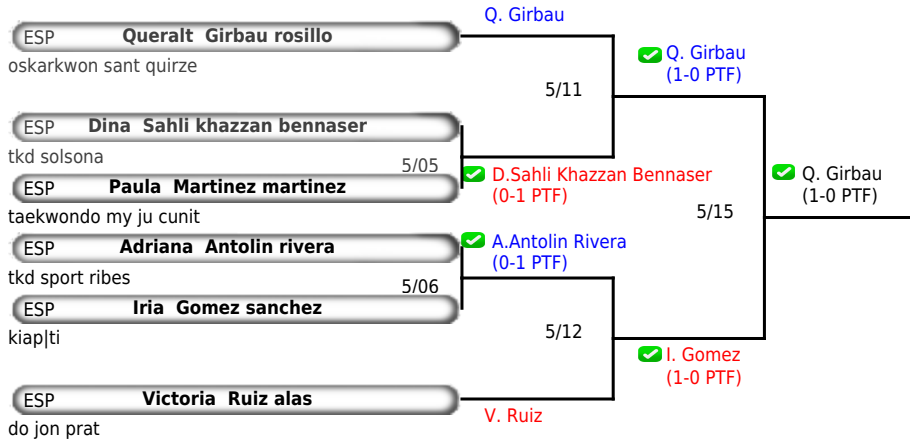 Q. Girbau
ESP Queralt Girbau rosillo
oskarkwon sant quirze
Q. Girbau
(1-0 PTF)
5/11
ESP Dina Sahli khazzan bennaser
tkd solsona
5/05
D.Sahli Khazzan Bennaser
(0-1 PTF)
ESP Paula Martinez martinez
taekwondo my ju cunit
Q. Girbau
(1-0 PTF)
5/15
ESP Adriana Antolin rivera
tkd sport ribes
A.Antolin Rivera
(0-1 PTF)
5/06
ESP Iria Gomez sanchez
kiap|ti
5/12
I. Gomez
(1-0 PTF)
ESP Victoria Ruiz alas
do jon prat
V. Ruiz